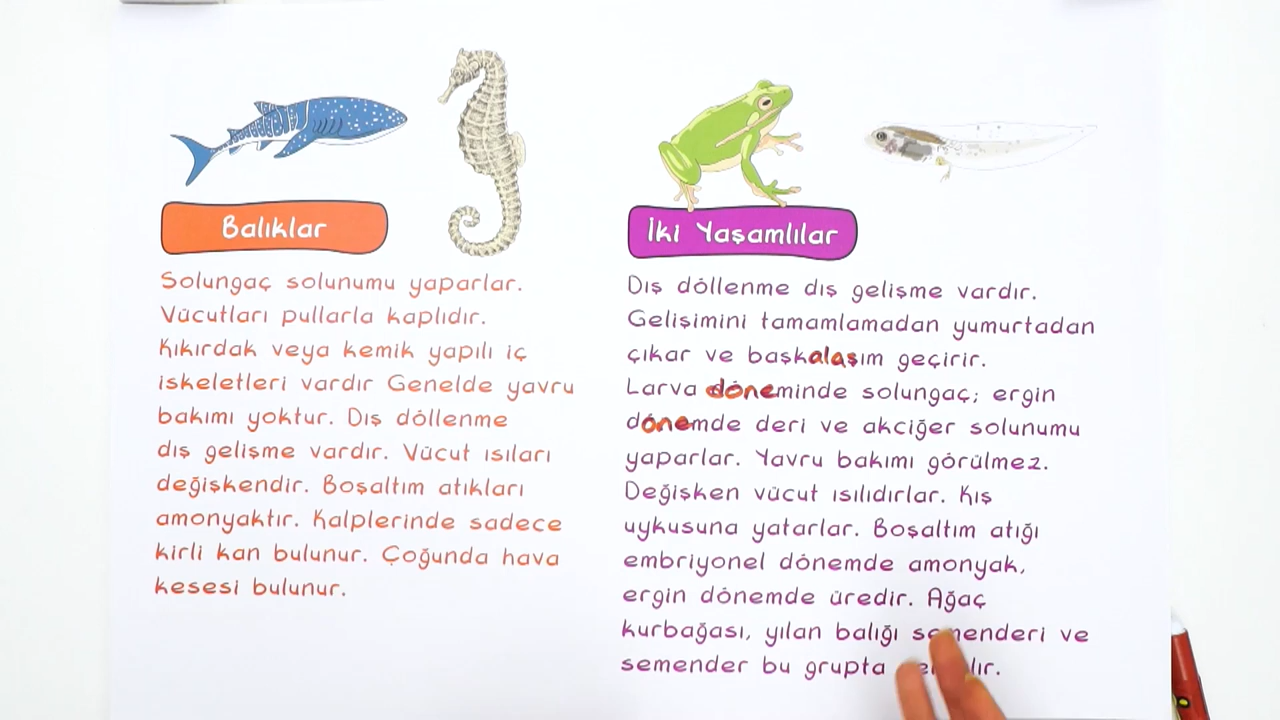 Balıklar
Solungaç solunumu yaparlar.
Vücutları pullarla kaplıdır.
Kıkırdak veya kemik yapılı iç
iskeletleri vardır Genelde yavru
bakımı yoktur. Dış döllenme
dış gelişme vardır. Vücut ısıları
değişkendir. Boşaltım atıkları
amonyaktır. Kalplerinde sadece
kirli kan bulunur. Çoğunda hava
kesesi bulunur.
İki Yaşamlılar
Dış döllenme dış gelişme vardır.
Gelişimini tamamlamadan yumurtadan
çıkar ve başkalaşım geçirir.
Larva döneminde solungaç; ergin
dönemde deri ve akciğer solunumu
yaparlar. Yavru bakımı görülmez.
Değişken vücut ısılıdırlar. Kış
uykusuna yatarlar. Boşaltım atığı
embriyonel dönemde amonyak,
ergin dönemde üredir. Ağaç
kurbağası, yılan balığı semenderi ve
semender bu grupta